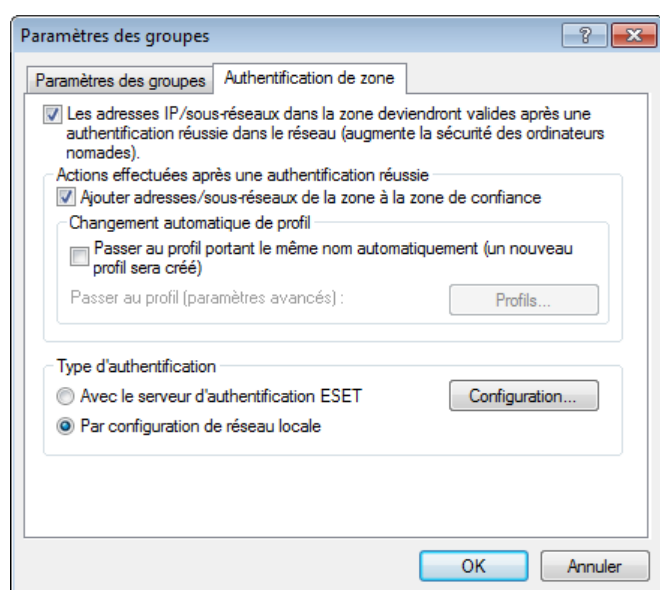 Paramètres des groupes
Paramètres des groupes
Authentification de zone
Les adresses IP/sous-réseaux dans la zone deviendront valides après une
authentification réussie dans le réseau (augmente la sécurité des ordinateurs
nomades).
Actions effectuées après une authentification réussie
Ajouter adresses/sous-réseaux de la zone à la zone de confiance
Changement automatique de profil
Passer au profil portant le même nom automatiquement (un nouveau
profil sera créé)
Passer au profil (paramètres avancés) :
Profils...
Type d'authentification
Avec le serveur d'authentification ESET
Configuration...
Par configuration de réseau locale
OK
Annuler